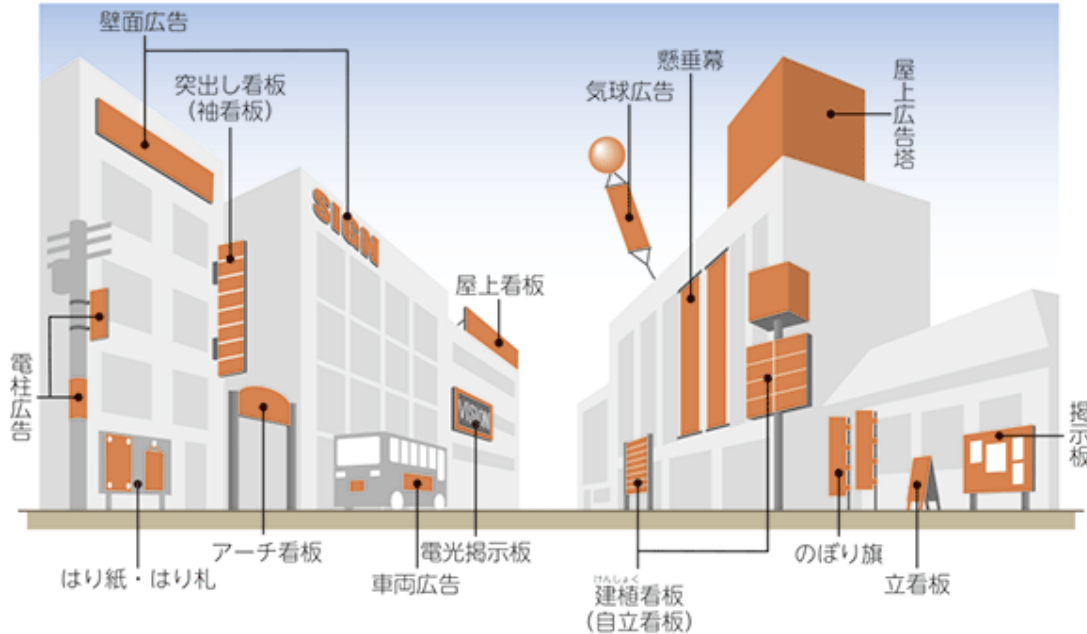 壁面広告
突出し看板
(袖看板)
SIGN
屋上看板
電柱広告
VISION
はり紙・はり札
アーチ看板
車両広告
電光掲示板
気球広告
懸垂幕
屋上広告塔
掲示板
けんしょく
建植看板
(自立看板)
のぼり旗
立看板